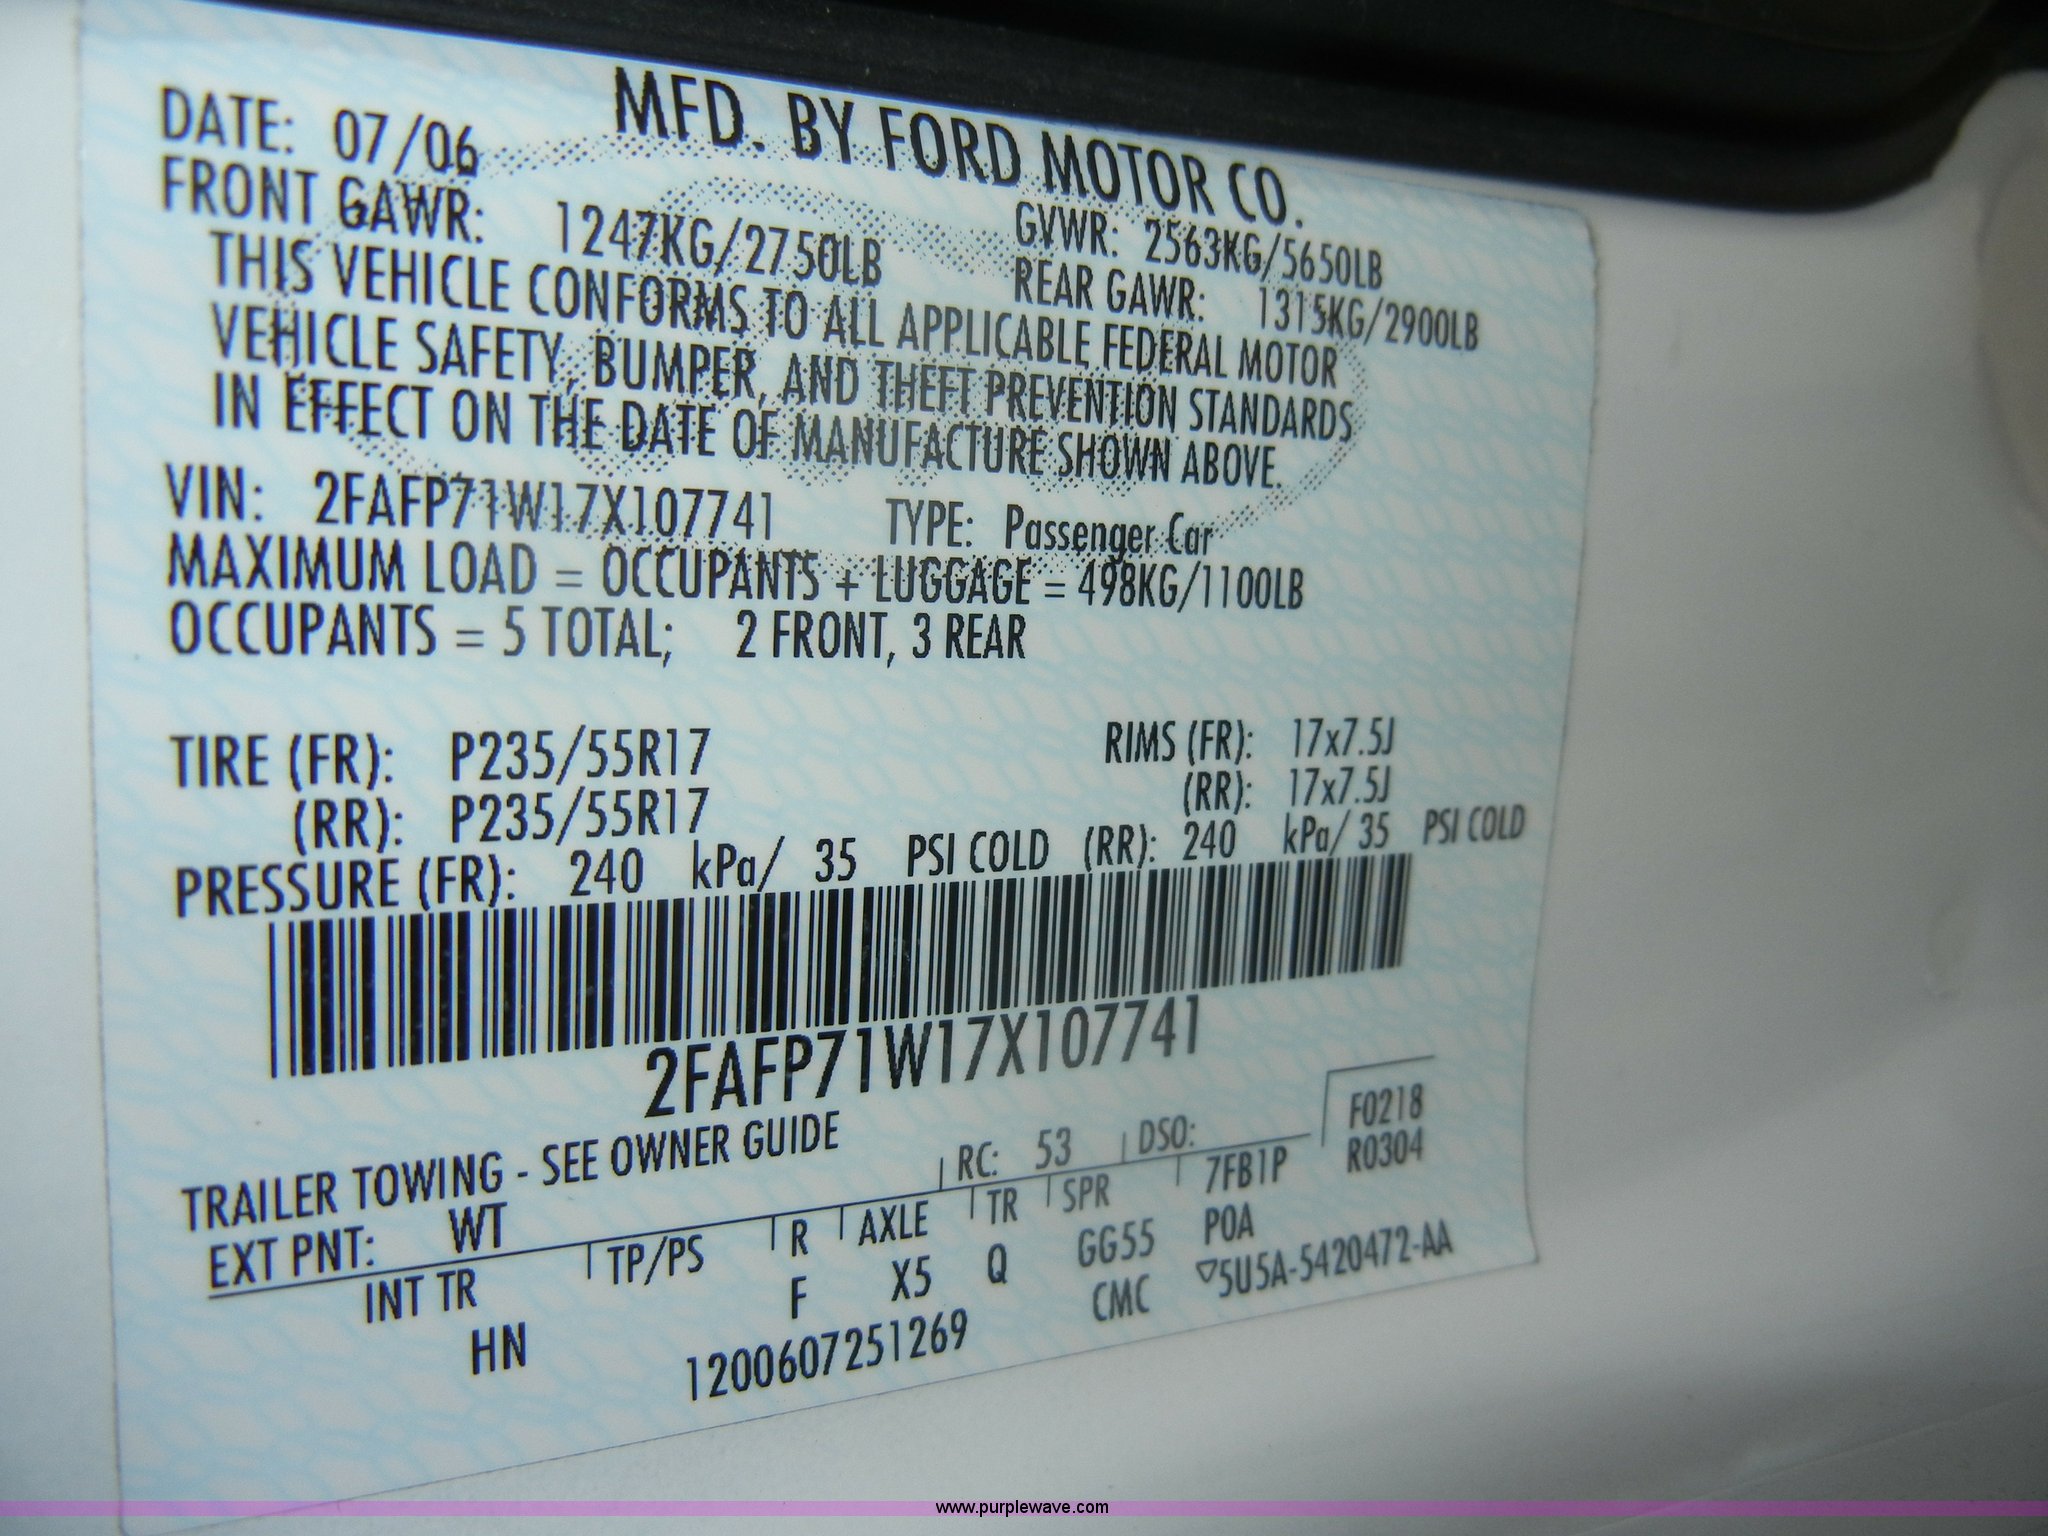 MFD. BY FORD MOTOR CO.
DATE: 07/06 GVWR: 2563KG/5650LB
FRONT GAWR: 1247KG/2750LB REAR GAWR: 1315KG/2900LB
THIS VEHICLE CONFORMS TO ALL APPLICABLE FEDERAL MOTOR
VEHICLE SAFETY, BUMPER, AND THEFT PREVENTION STANDARDS
IN EFFECT ON THE DATE OF MANUFACTURE SHOWN ABOVE.
VIN: 2FAFP71W17X107741 TYPE: Passenger Car
MAXIMUM LOAD = OCCUPANTS + LUGGAGE = 498KG/1100LB
OCCUPANTS = 5 TOTAL; 2 FRONT, 3 REAR
TIRE (FR): P235/55R17 RIMS (FR): 17x7.5J
(RR): P235/55R17 (RR): 17x7.5J
PRESSURE (FR): 240 kPa/ 35 PSI COLD (RR): 240 kPa/ 35 PSI COLD
2FAFP71W17X107741
TRAILER TOWING - SEE OWNER GUIDE
F0218
EXT PNT: WT RC: 53 DSO: R0304
INT TR TP/PS R AXLE TR SPR 7FB1P
HN F X5 Q GG55 P0A
1200607251269 CMC ▽5U5A-5420472-AA
www.purplewave.com